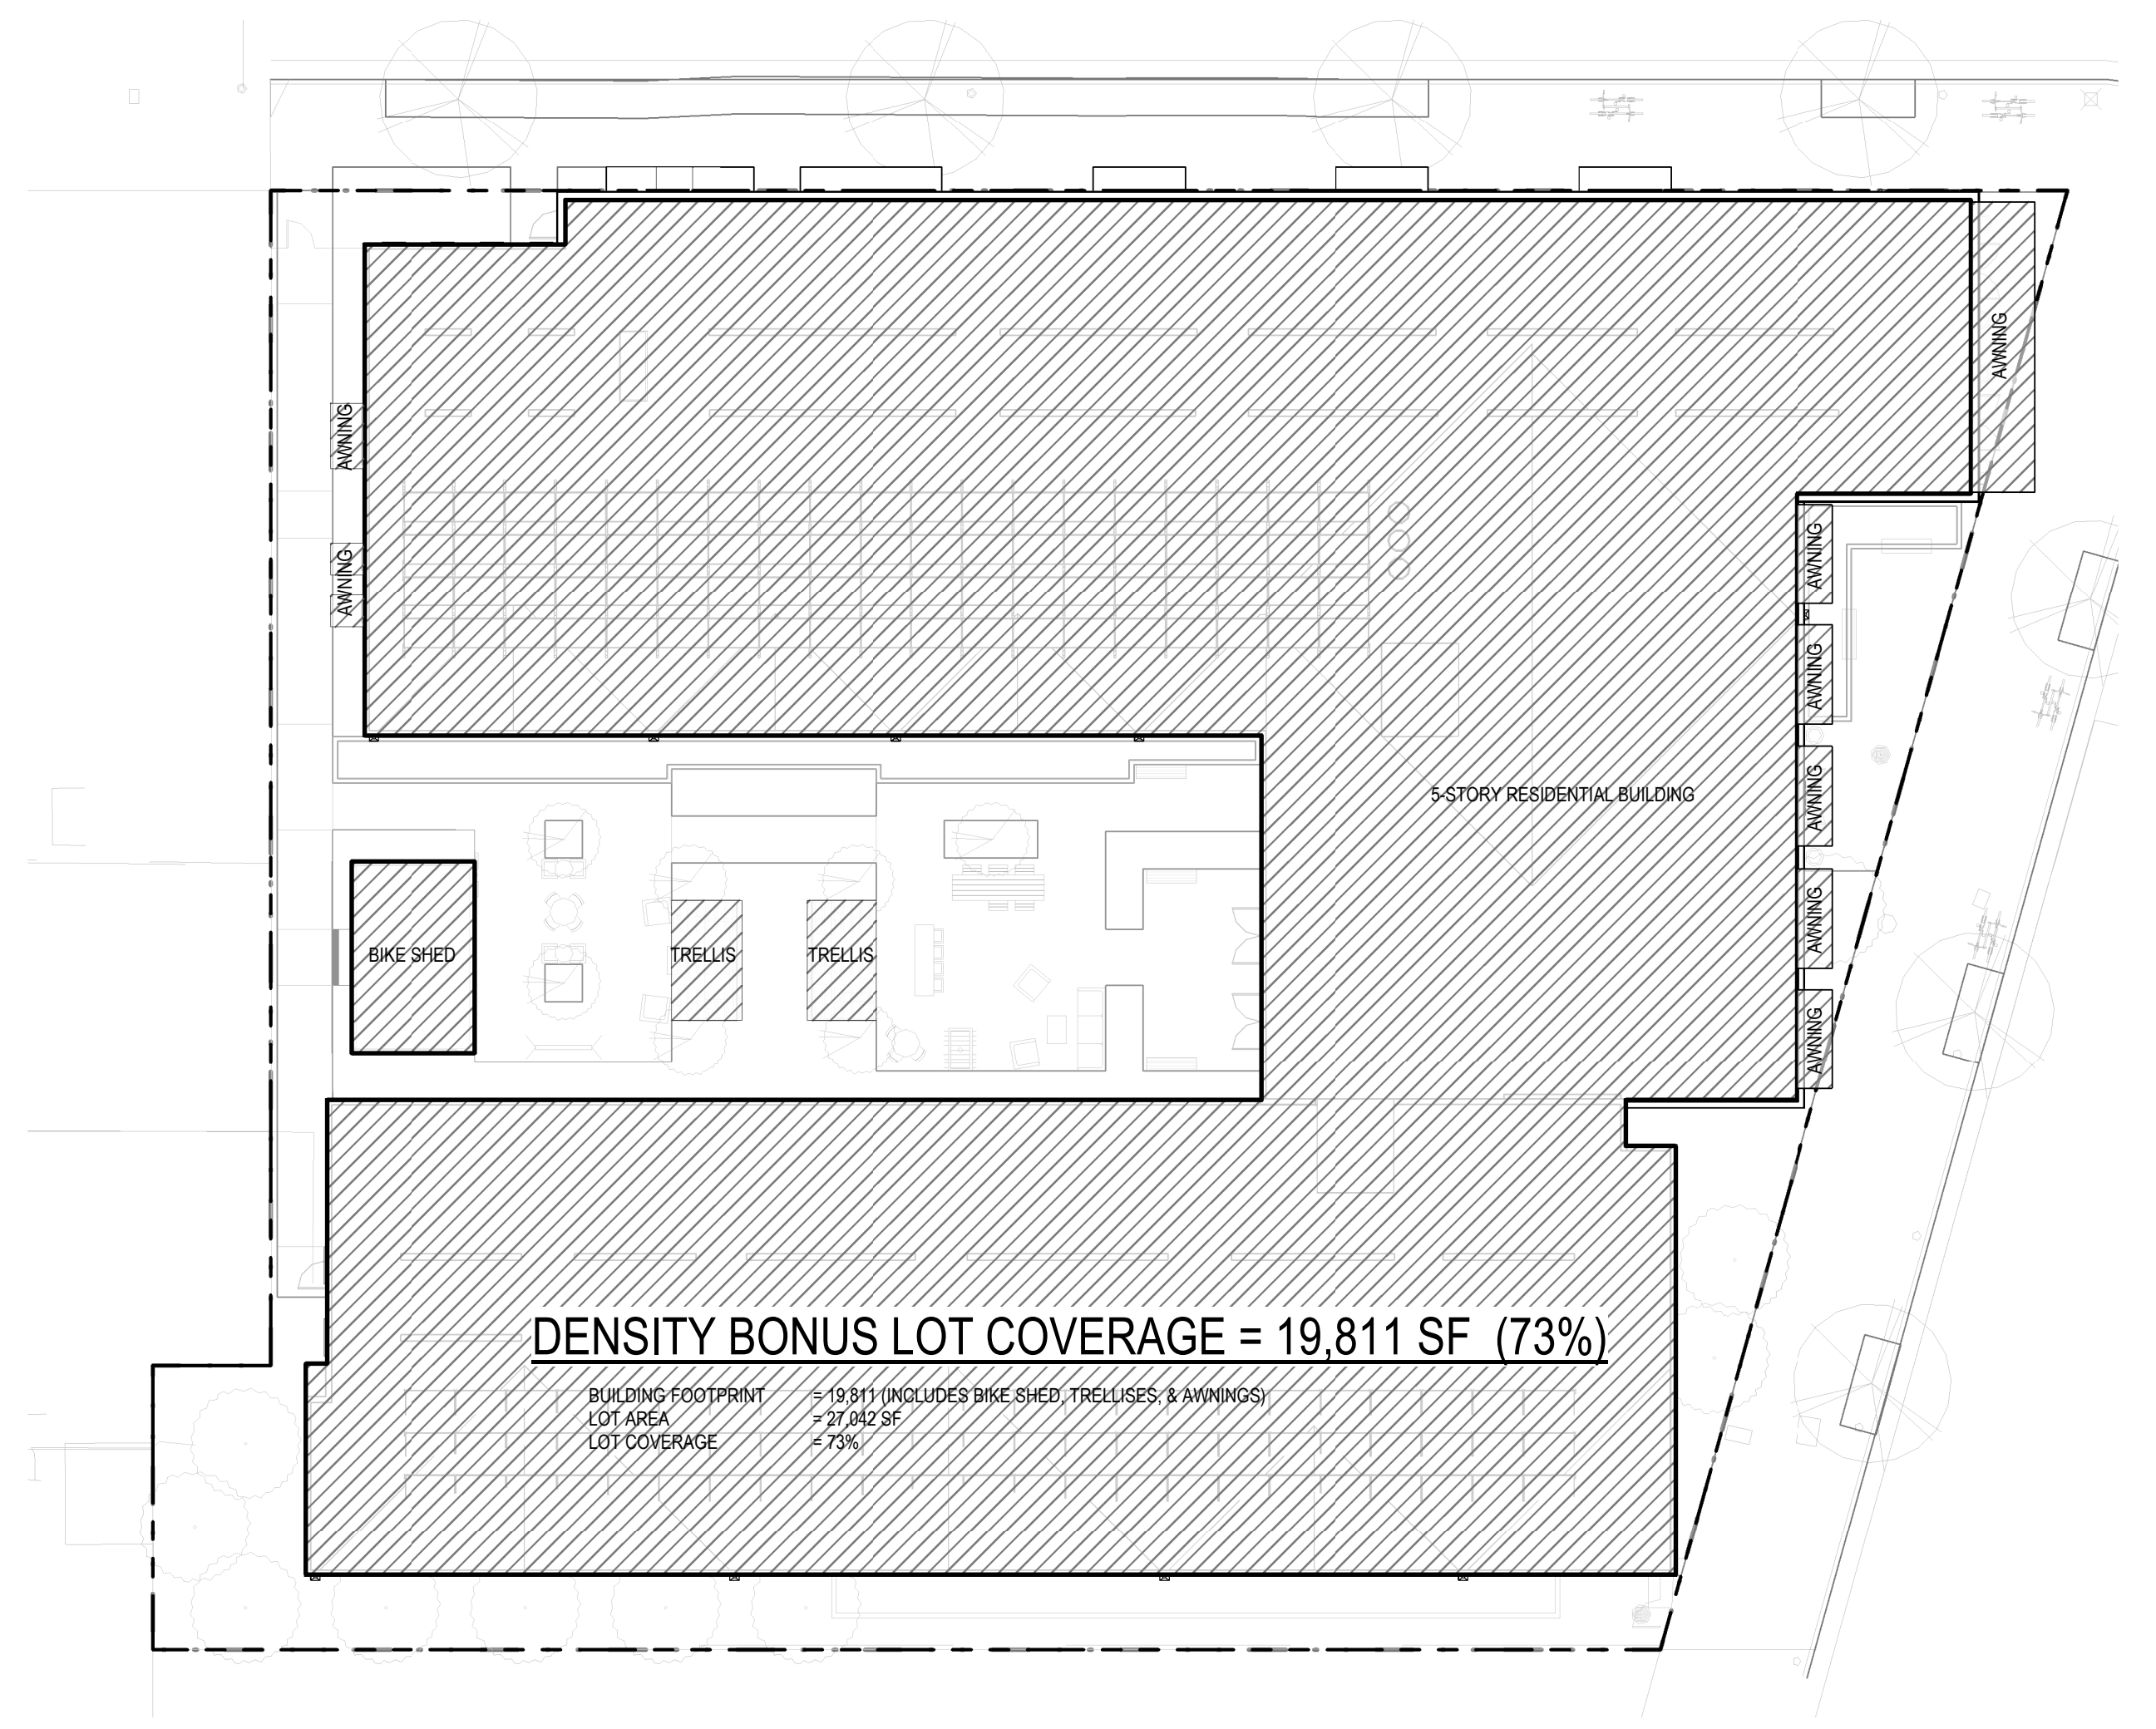 AWNING
AWNING
AWNING
AWNING
AWNING
AWNING
5-STORY RESIDENTIAL BUILDING
AWNING
AWNING
BIKE SHED
TRELLIS
TRELLIS
DENSITY BONUS LOT COVERAGE = 19,811 SF (73%)
BUILDING FOOTPRINT = 19,811 (INCLUDES BIKE SHED, TRELLISES, & AWNINGS)
LOT AREA = 27,042 SF
LOT COVERAGE = 73%